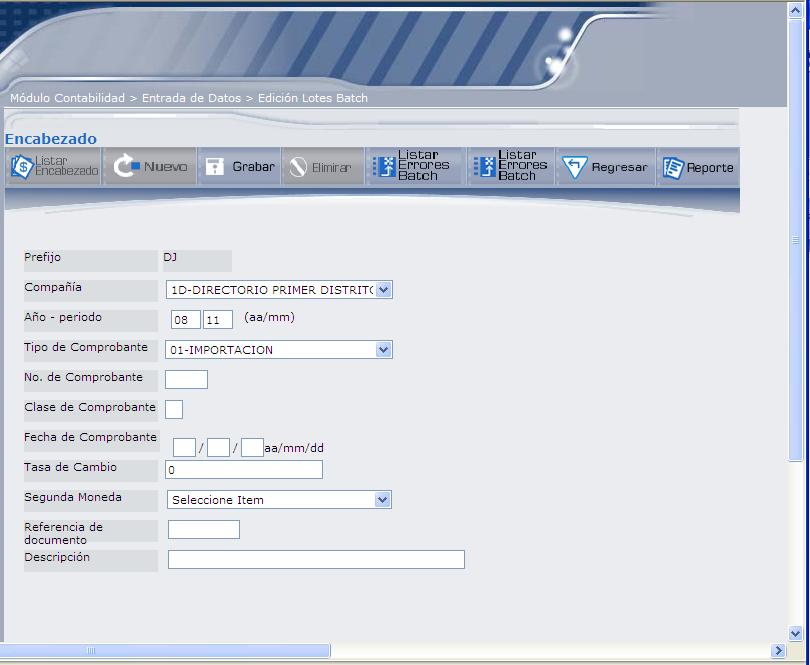 Módulo Contabilidad > Entrada de Datos > Edición Lotes Batch
Encabezado
Listar
Encabezado
Nuevo
Grabar
Elimirar
Listar
Errores
Batch
Listar
Errores
Batch
Regresar
Reporte
Prefijo DJ
Compañía 1D-DIRECTORIO PRIMER DISTRITO
Año - periodo 08 11 (aa/mm)
Tipo de Comprobante 01-IMPORTACION
No. de Comprobante
Clase de Comprobante
Fecha de Comprobante / / aa/mm/dd
Tasa de Cambio 0
Segunda Moneda Seleccione Item
Referencia de
documento
Descripción